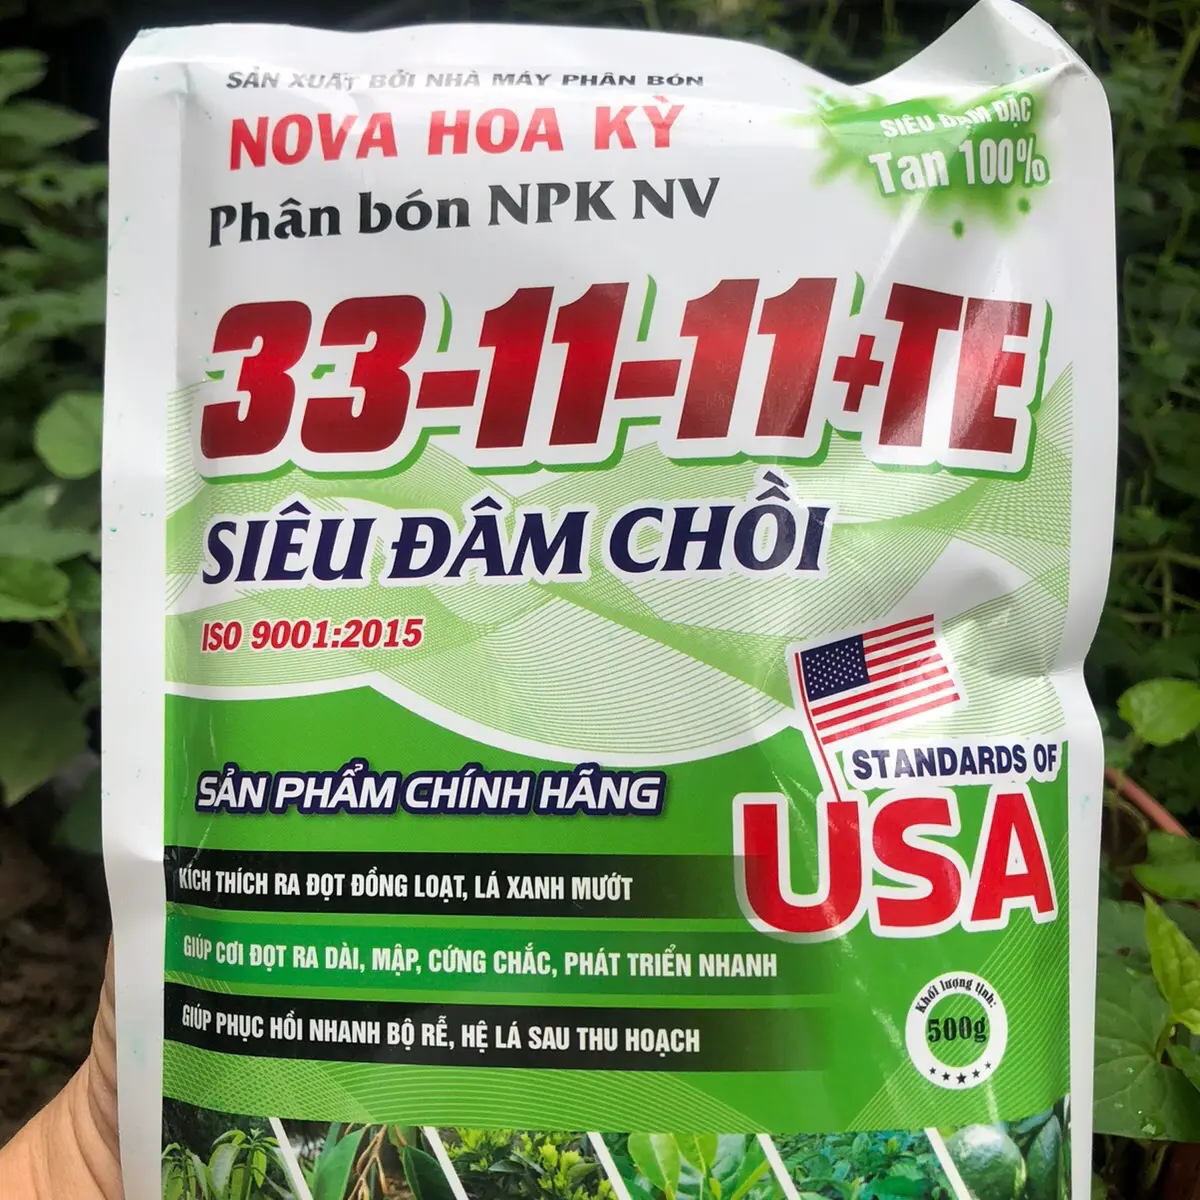 SẢN XUẤT BỞI NHÀ MÁY PHÂN BÓN
NOVA HOA KỲ
Phân bón NPK NV
SIÊU ĐẬM ĐẶC
Tan 100%
33-11-11+TE
SIÊU ĐÂM CHỒI
ISO 9001:2015
STANDARDS OF
USA
SẢN PHẨM CHÍNH HÃNG
KÍCH THÍCH RA ĐỌT ĐỒNG LOẠT, LÁ XANH MƯỚT
GIÚP CƠI ĐỌT RA DÀI, MẬP, CỨNG CHẮC, PHÁT TRIỂN NHANH
GIÚP PHỤC HỒI NHANH BỘ RỄ, HỆ LÁ SAU THU HOẠCH
Khối lượng tịnh:
500g